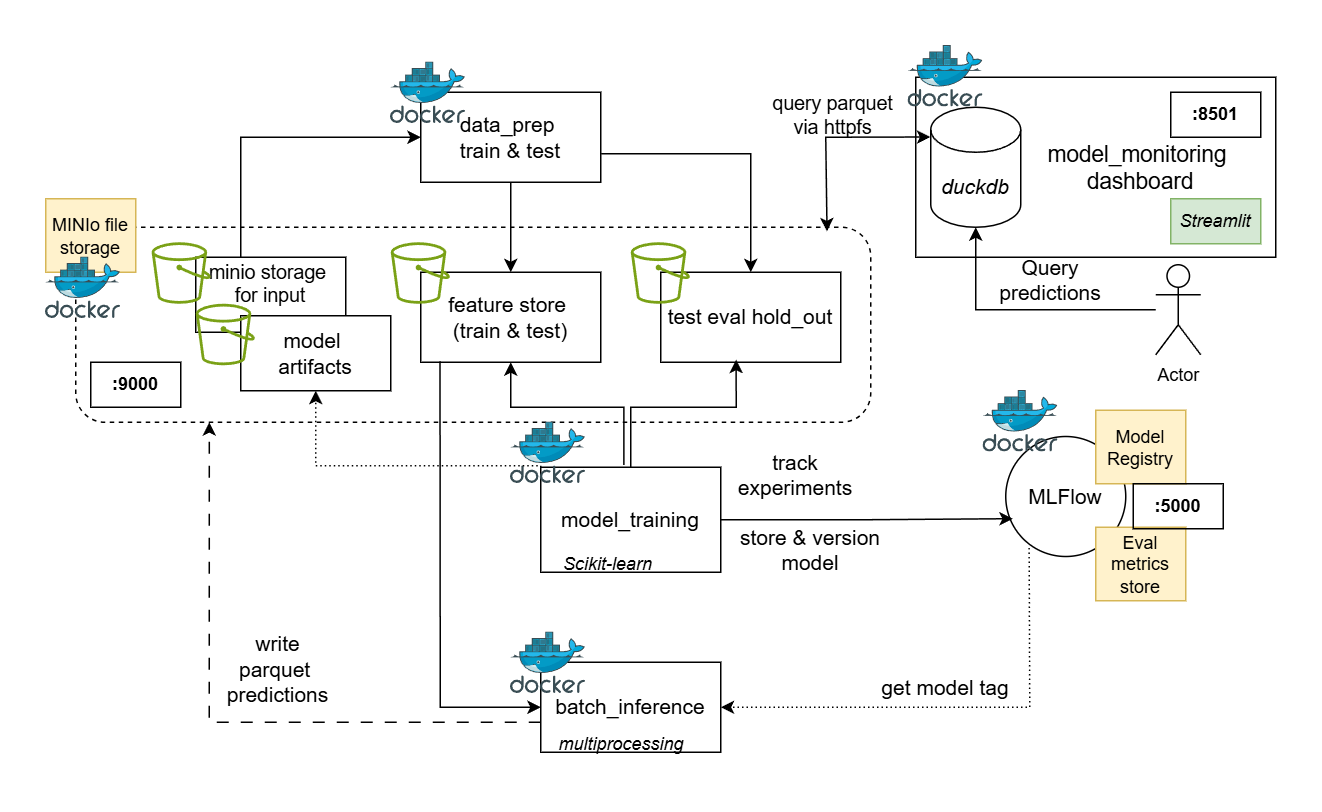 docker
data_prep
train & test
query parquet
via httpfs
docker
:8501
model_monitoring
dashboard
duckdb
Streamlit
MINIo file
storage
docker
minio storage
for input
model
artifacts
:9000
feature store
(train & test)
test eval hold_out
Query
predictions
Actor
docker
model_training
Scikit-learn
track
experiments
store & version
model
docker
MLFlow
Model
Registry
:5000
Eval
metrics
store
write
parquet
predictions
docker
batch_inference
multiprocessing
get model tag